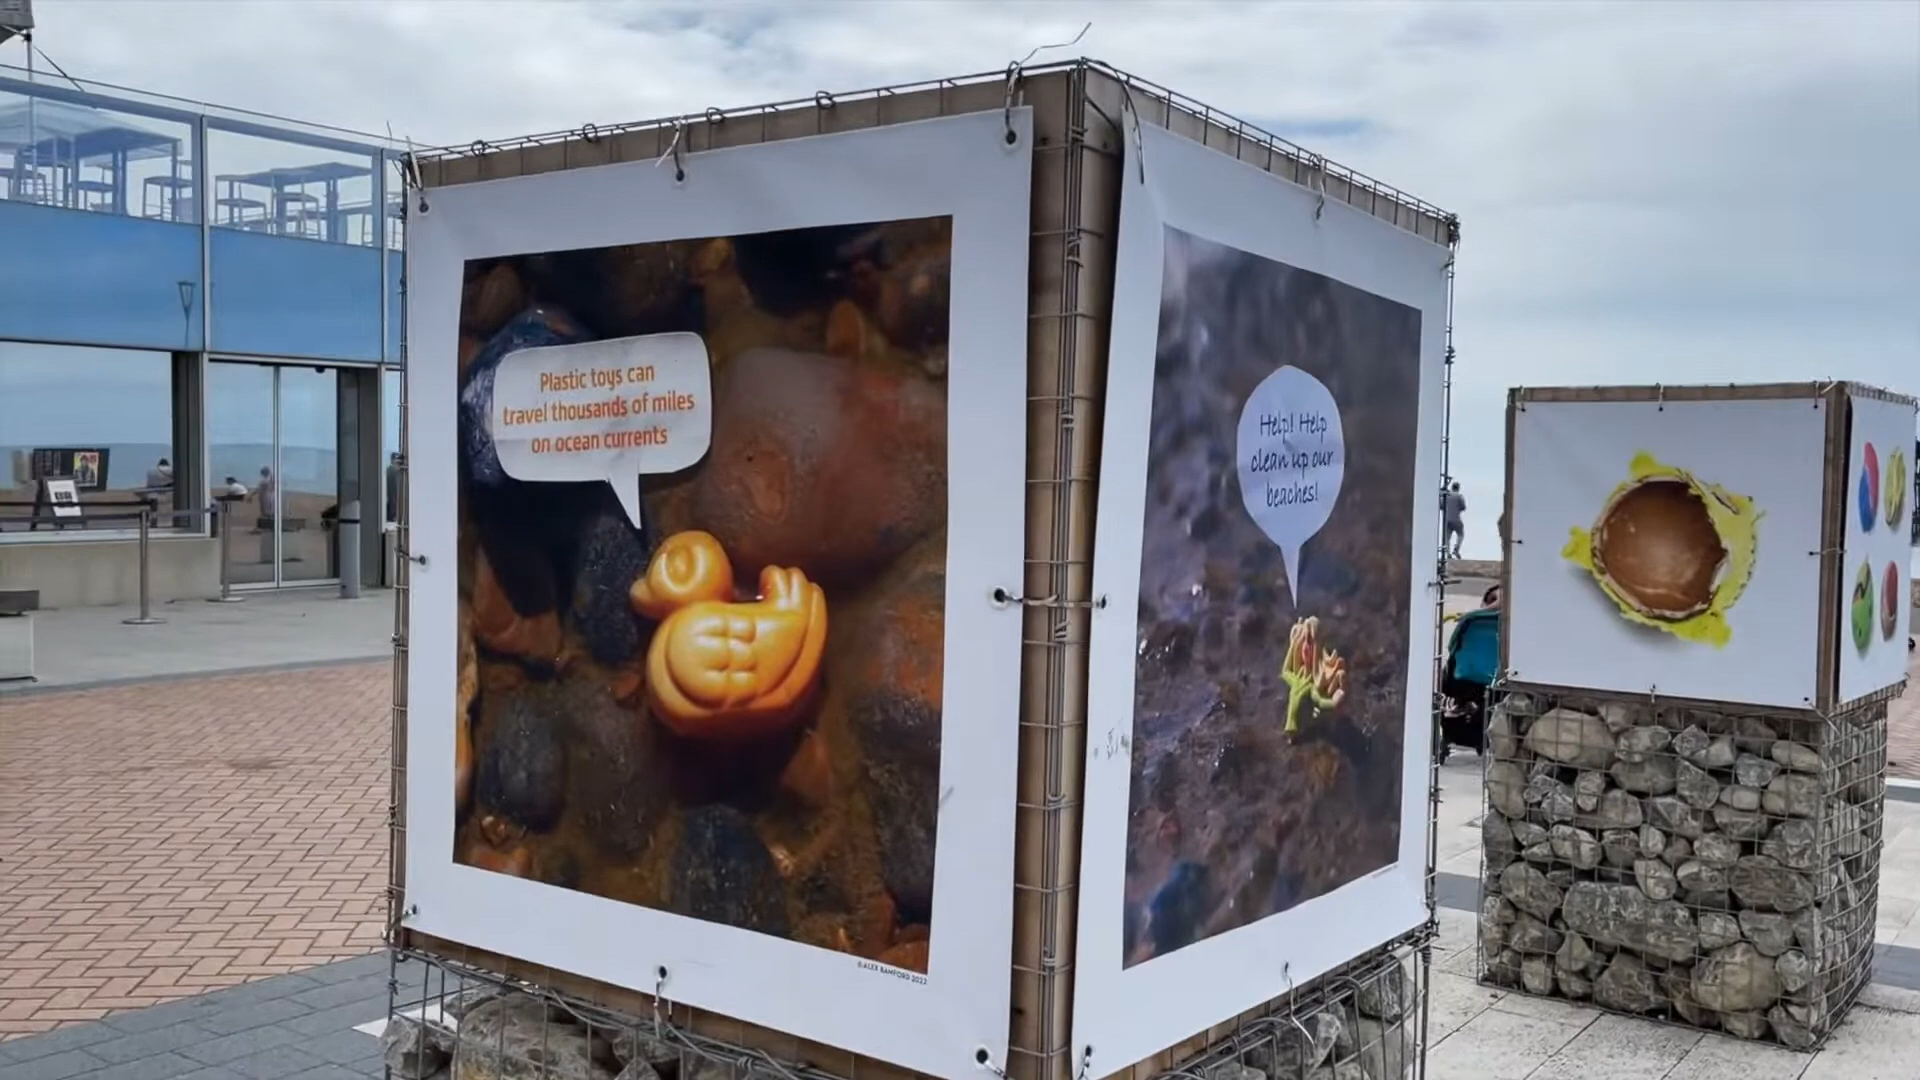 Plastic toys can
travel thousands of miles
on ocean currents
Help! Help
clean up our
beaches!
©ALEX BAMFORD 2022